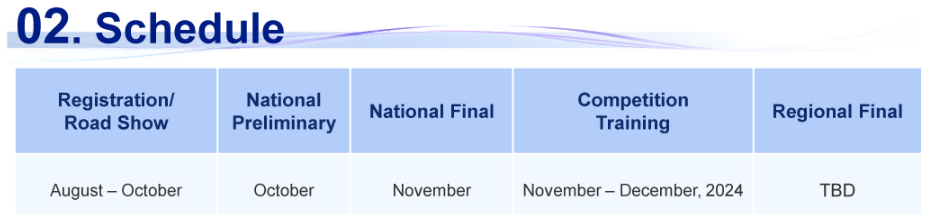 02. Schedule
Registration/
Road Show
National
Preliminary
National Final
Competition
Training
Regional Final
August – October
October
November
November – December, 2024
TBD